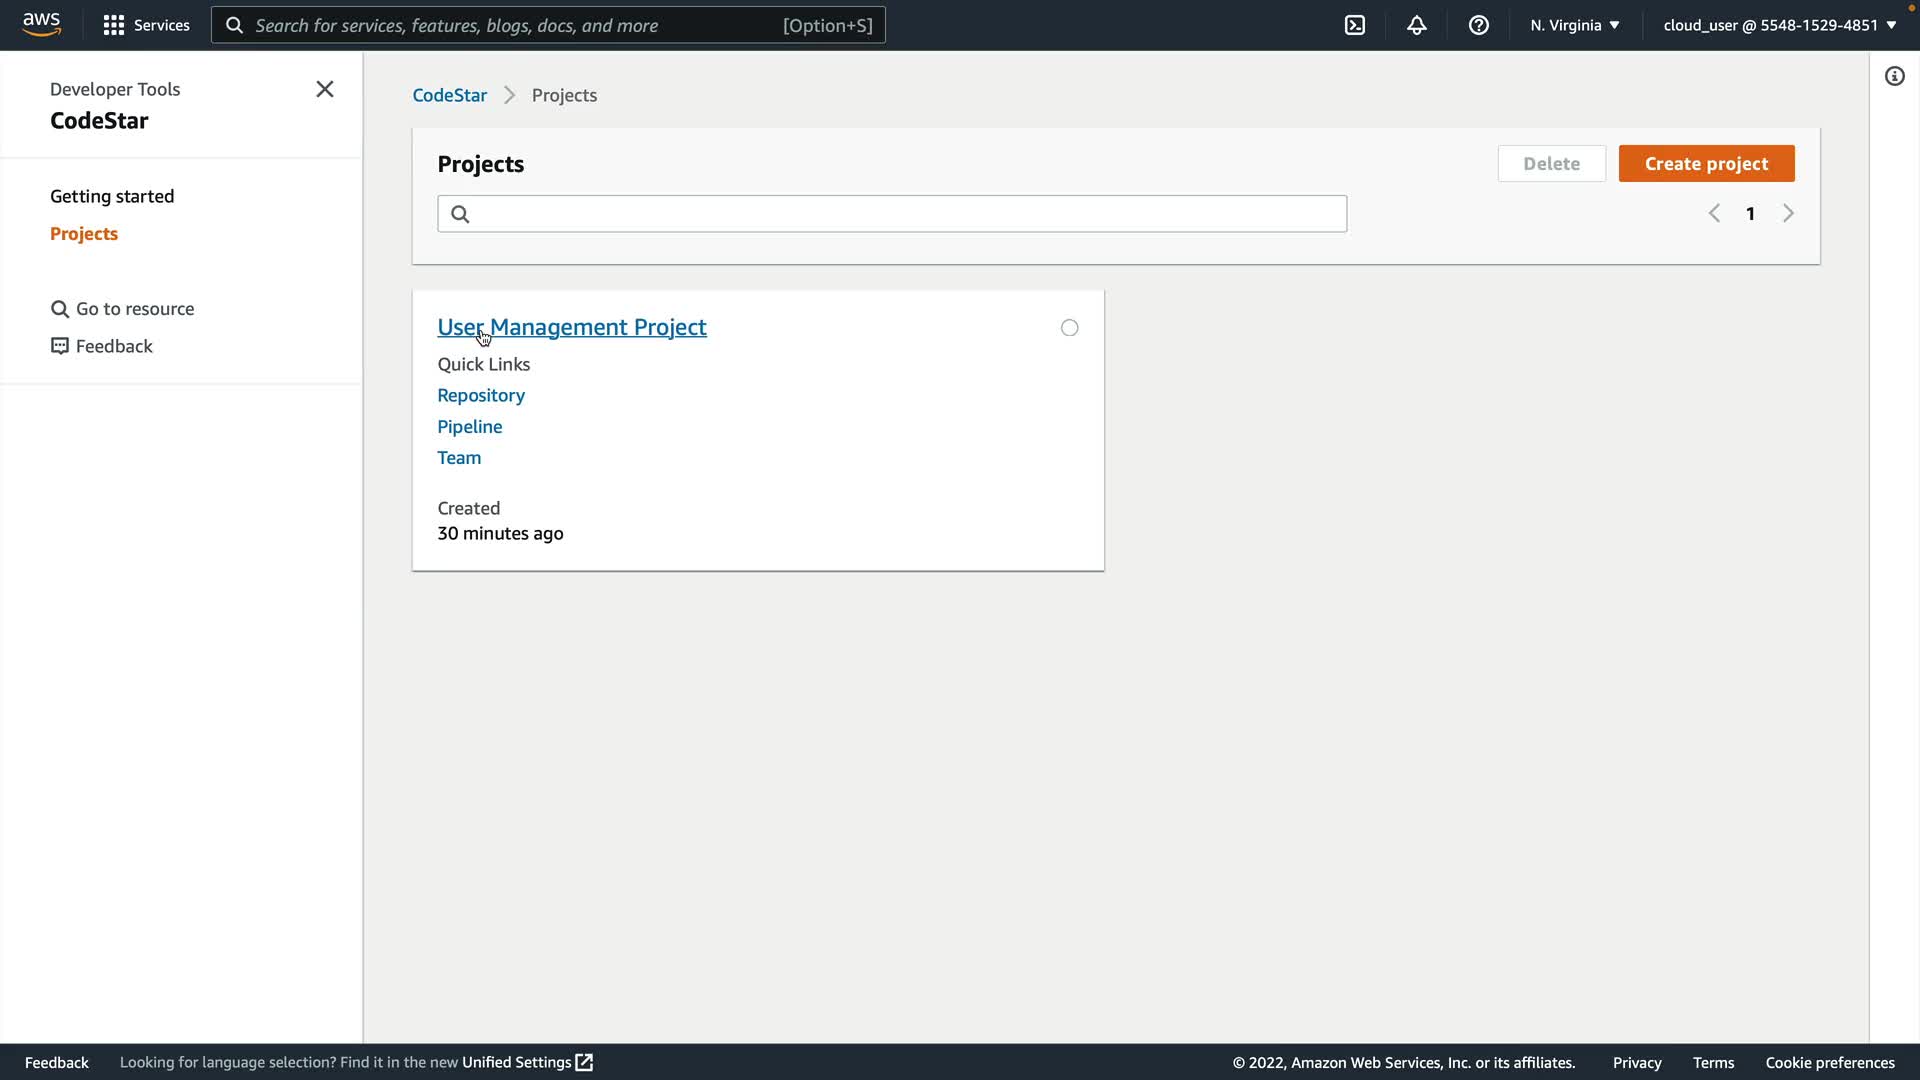 aws
Services
Search for services, features, blogs, docs, and more
[Option+S]
N. Virginia
cloud_user @ 5548-1529-4851
Developer Tools
CodeStar
Getting started
Projects
Go to resource
Feedback
CodeStar
Projects
Projects
Delete
Create project
1
User Management Project
Quick Links
Repository
Pipeline
Team
Created
30 minutes ago
Feedback
Looking for language selection? Find it in the new Unified Settings
© 2022, Amazon Web Services, Inc. or its affiliates.
Privacy
Terms
Cookie preferences